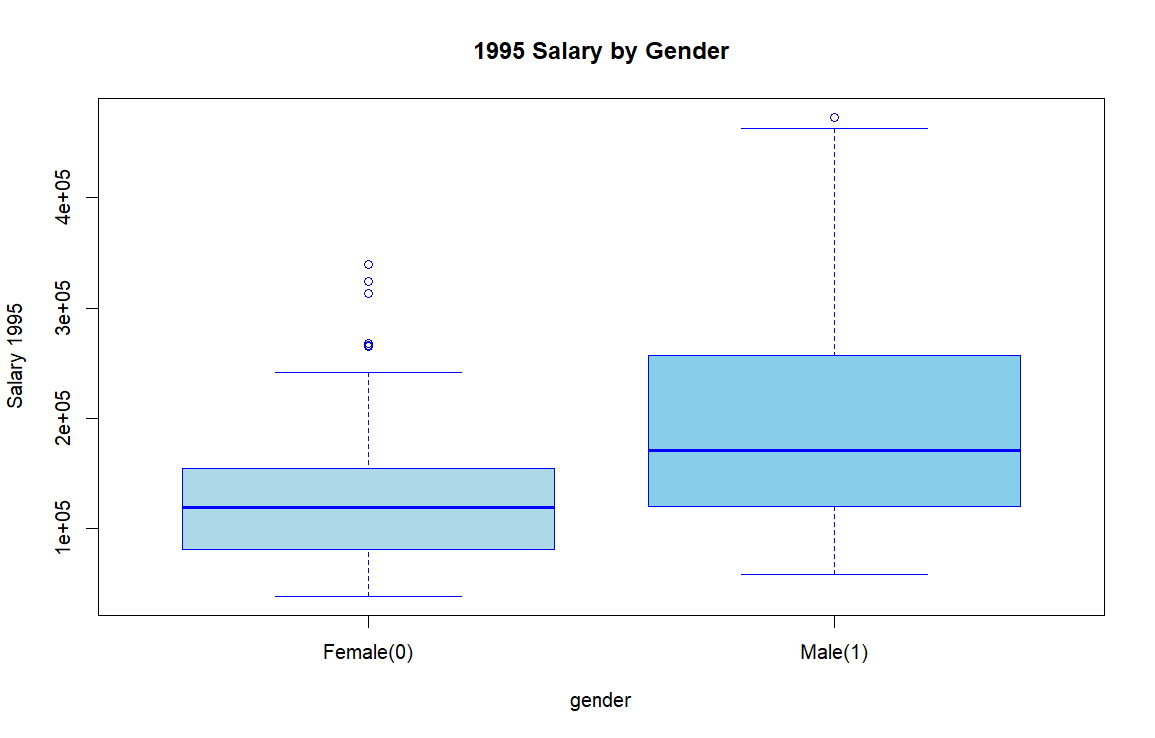 1995 Salary by Gender
Salary 1995
4e+05
3e+05
2e+05
1e+05
Female(0)
Male(1)
gender